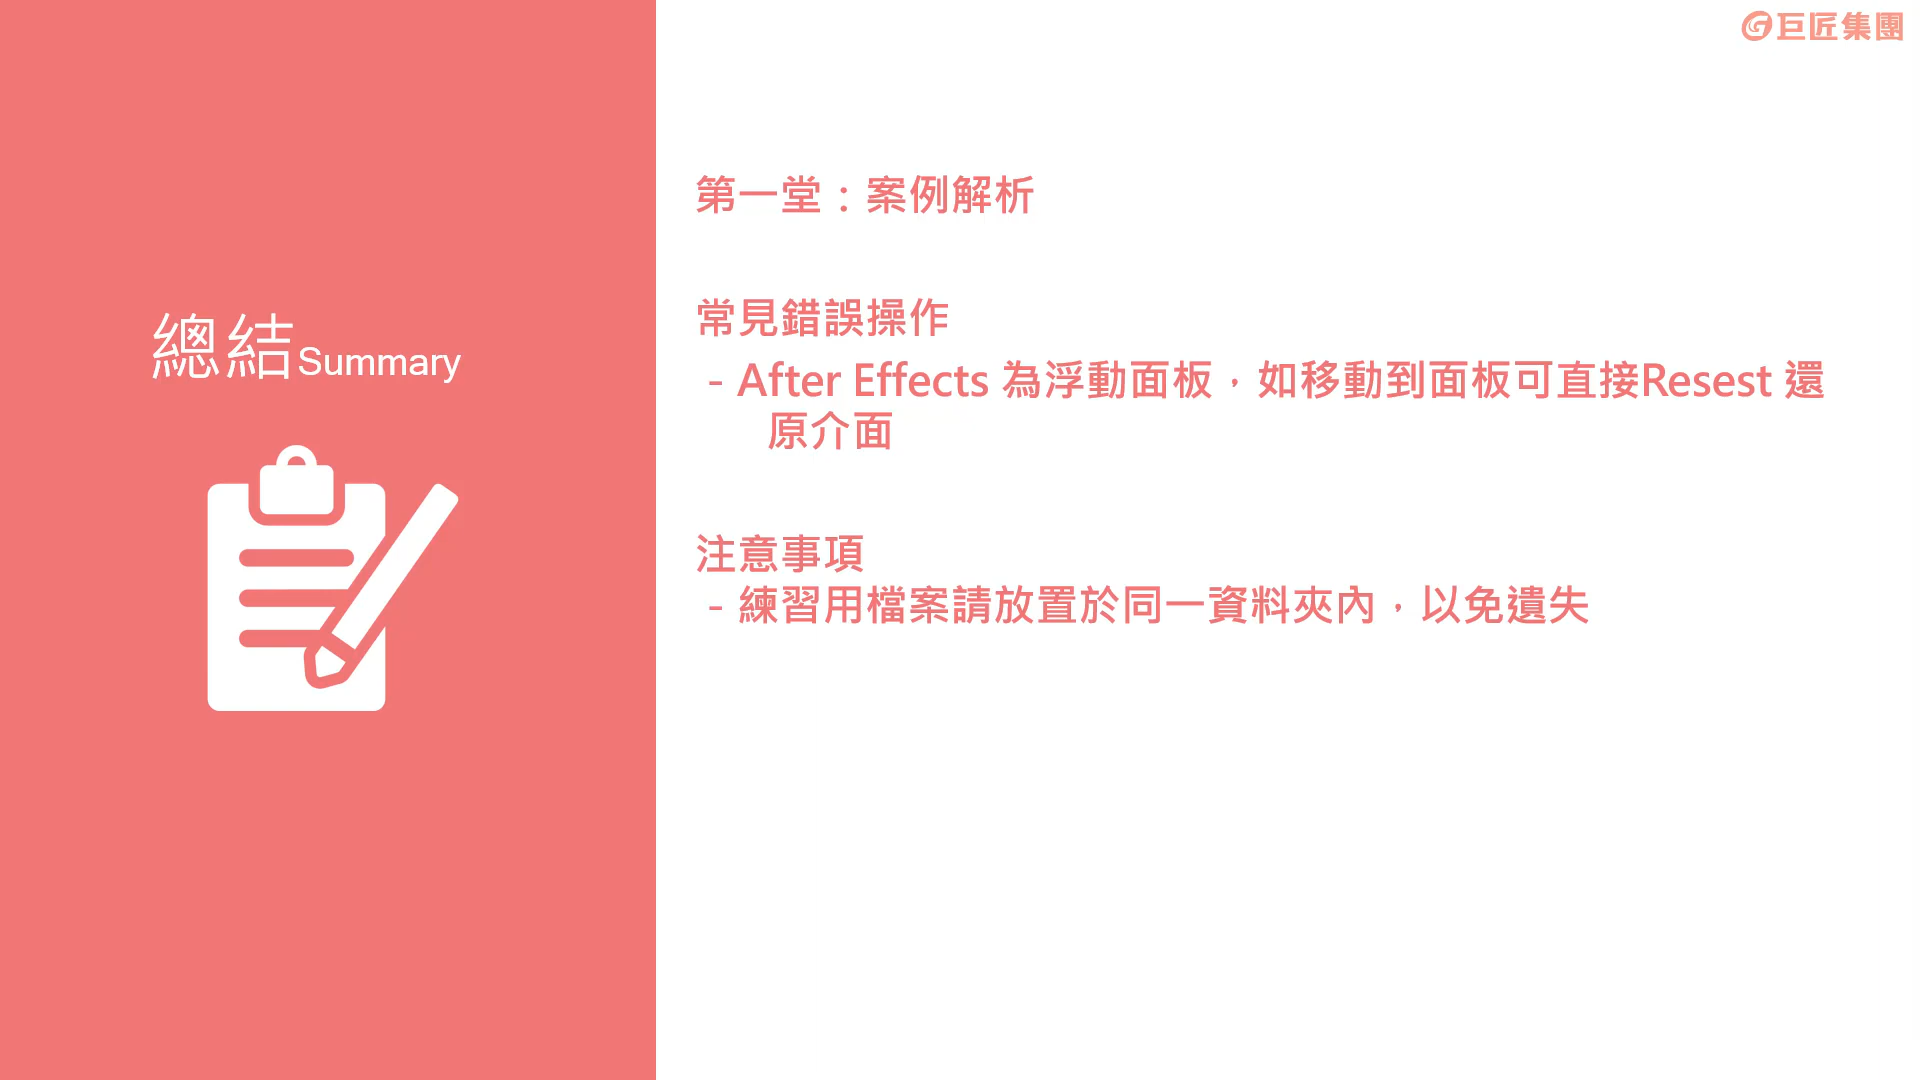 巨匠集團
總結Summary
第一堂：案例解析
常見錯誤操作
- After Effects 為浮動面板，如移動到面板可直接Resest 還
原介面
注意事項
- 練習用檔案請放置於同一資料夾內，以免遺失